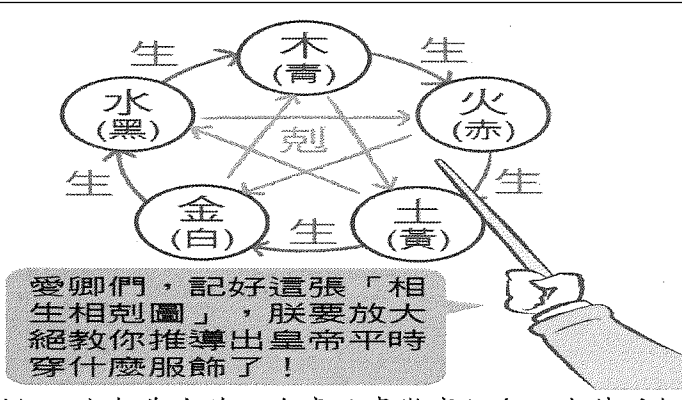 木
(青)
生
生
水
(黑)
火
(赤)
剋
生
生
金
(白)
生
土
(黃)
愛卿們，記好這張「相
生相剋圖」，朕要放大
絕教你推導出皇帝平時
穿什麼服飾了！